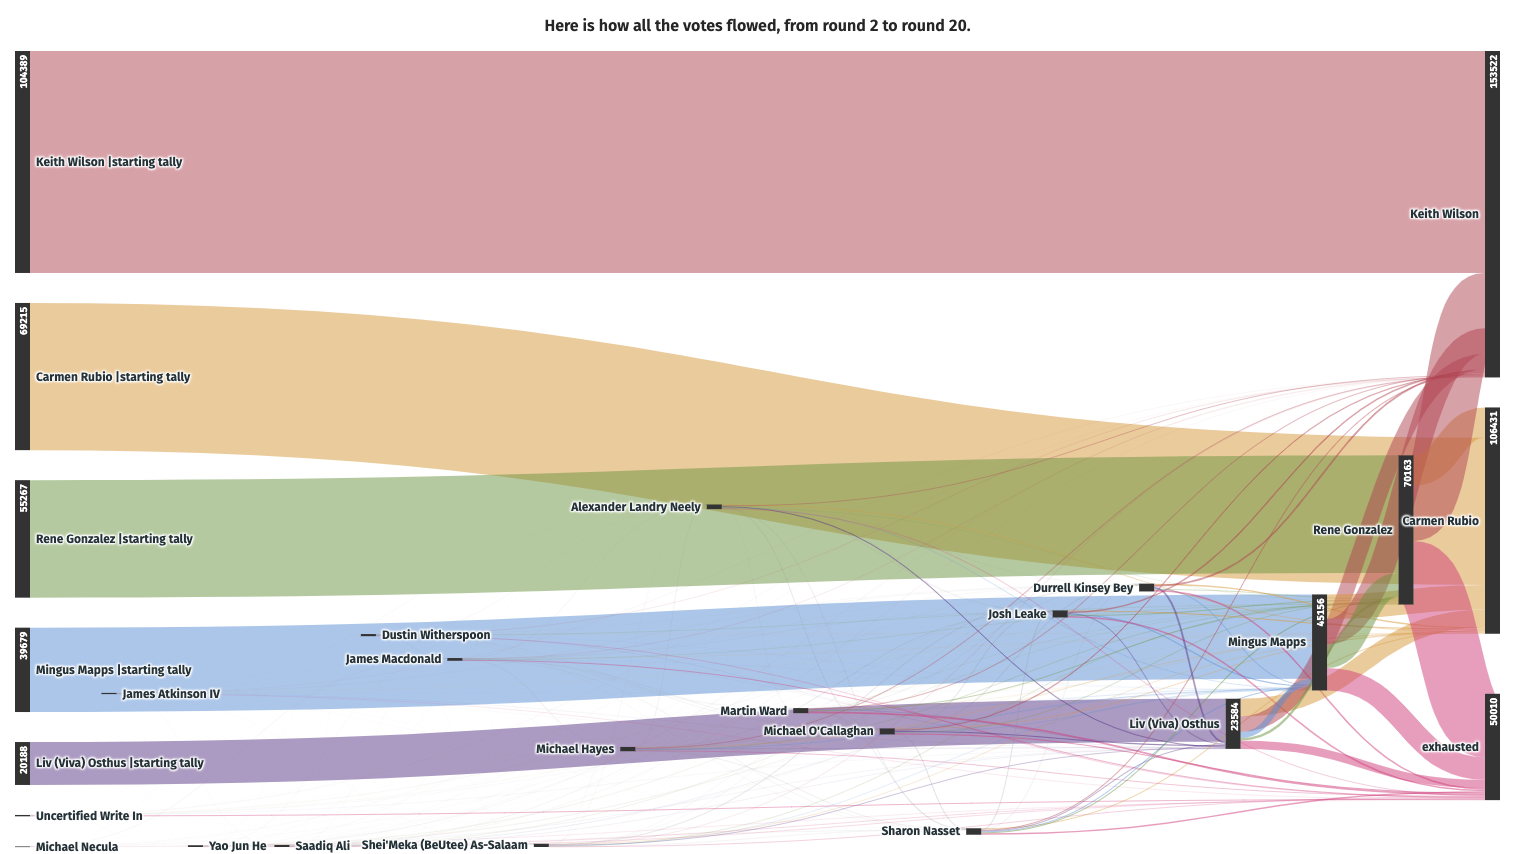 Here is how all the votes flowed, from round 2 to round 20.
104389
153522
Keith Wilson |starting tally
Keith Wilson
69215
Carmen Rubio |starting tally
106431
55267
70163
Alexander Landry Neely
Carmen Rubio
Rene Gonzalez
Rene Gonzalez |starting tally
Durrell Kinsey Bey
Josh Leake
45156
39679
Dustin Witherspoon
Mingus Mapps
James Macdonald
Mingus Mapps |starting tally
James Atkinson IV
Martin Ward
50010
23584
Liv (Viva) Osthus
Michael O'Callaghan
Michael Hayes
exhausted
20188
Liv (Viva) Osthus |starting tally
Uncertified Write In
Sharon Nasset
Michael Necula
Yao Jun He
Saadiq Ali
Shei'Meka (BeUtee) As-Salaam